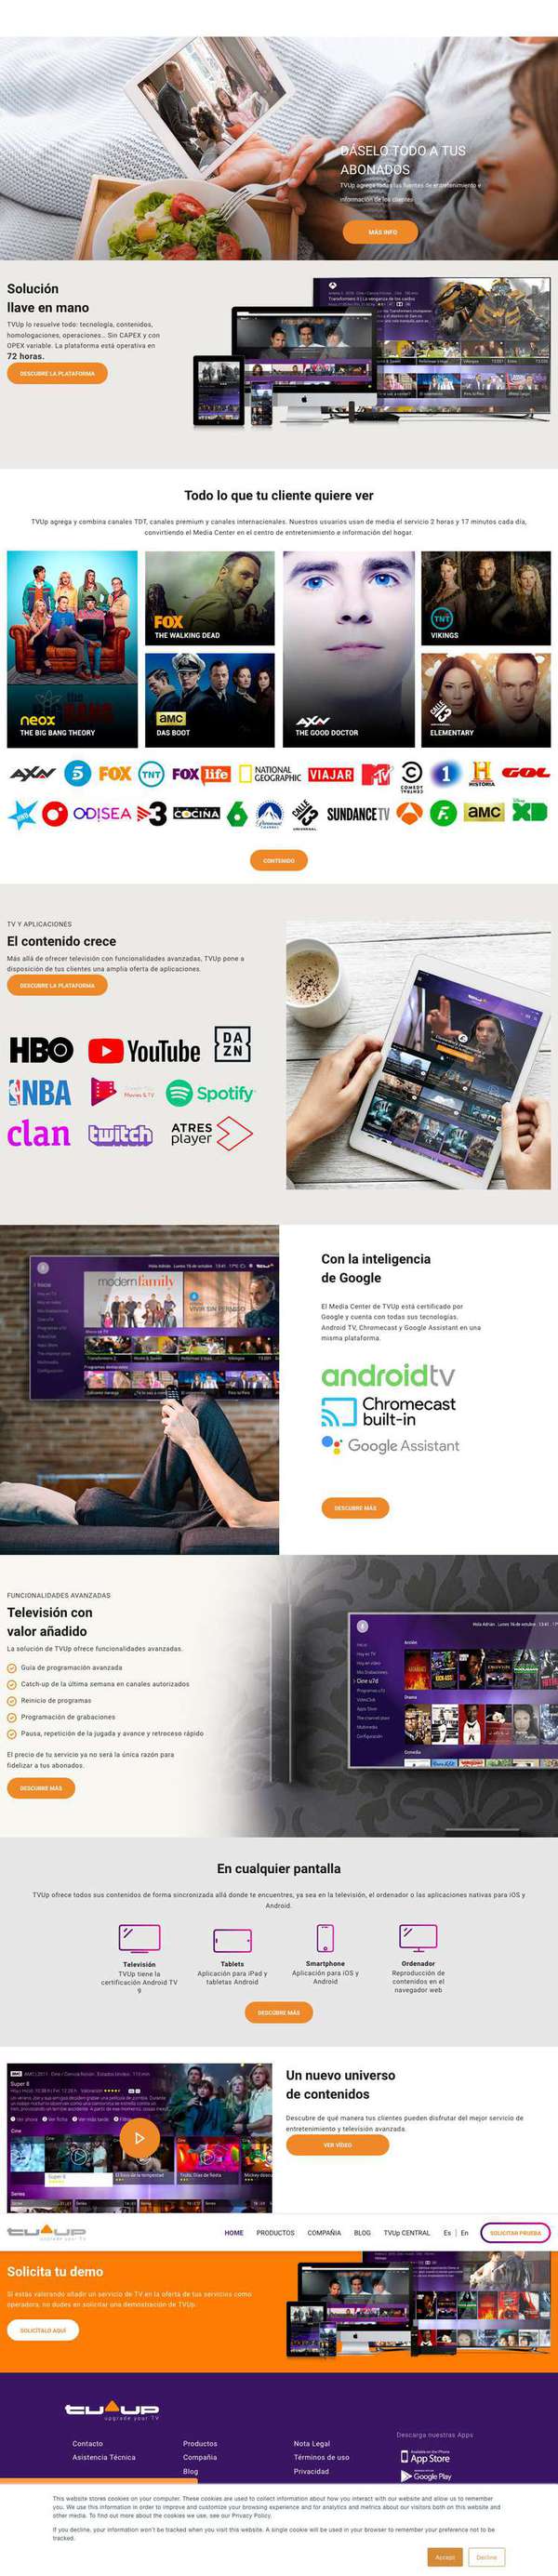 DÁSELO TODO A TUS
ABONADOS
TVUp agrega todas las fuentes de entretenimiento e
información de los clientes
MÁS INFO
Solución
llave en mano
TVUp lo resuelve todo: tecnología, contenidos,
homologaciones, operaciones... Sin CAPEX y con
OPEX variable. La plataforma está operativa en
72 horas.
DESCUBRE LA PLATAFORMA
Todo lo que tu cliente quiere ver
TVUp agrega y combina canales TDT, canales premium y canales internacionales. Nuestros usuarios usan de media el servicio 2 horas y 17 minutos cada día,
convirtiendo el Media Center en el centro de entretenimiento e información del hogar.
neox
THE BIG BANG THEORY
FOX
THE WALKING DEAD
amc
DAS BOOT
AXN
THE GOOD DOCTOR
TNT
VIKINGS
CALLE 13
ELEMENTARY
AXN 5 FOX TNT FOX life NATIONAL GEOGRAPHIC VIAJAR MTV COMEDY CENTRAL 1 HISTORIA GOL
ODISEA 3 COCINA 6 Paramount CHANNEL CALLE 13 UNIVERSAL SUNDANCE TV F. amc Disney XD
CONTENIDO
TV Y APLICACIONES
El contenido crece
Más allá de ofrecer televisión con funcionalidades avanzadas, TVUp pone a
disposición de tus clientes una amplia oferta de aplicaciones.
DESCUBRE LA PLATAFORMA
HBO YouTube DAZN
NBA Google Play Movies & TV Spotify
clan twitch ATRES player
modern family
VIVIR SIN PERMISO
Con la inteligencia
de Google
El Media Center de TVUp está certificado por
Google y cuenta con todas sus tecnologías.
Android TV, Chromecast y Google Assistant en una
misma plataforma.
androidtv
Chromecast
built-in
Google Assistant
DESCUBRE MÁS
FUNCIONALIDADES AVANZADAS
Televisión con
valor añadido
La solución de TVUp ofrece funcionalidades avanzadas.
Guía de programación avanzada
Catch-up de la última semana en canales autorizados
Reinicio de programas
Programación de grabaciones
Pausa, repetición de la jugada y avance y retroceso rápido
El precio de tu servicio ya no será la única razón para
fidelizar a tus abonados.
DESCUBRE MÁS
En cualquier pantalla
TVUp ofrece todos sus contenidos de forma sincronizada allá donde te encuentres, ya sea en la televisión, el ordenador o las aplicaciones nativas para iOS y
Android.
Televisión
TVUp tiene la
certificación Android TV
9
Tablets
Aplicación para iPad y
tabletas Android
Smartphone
Aplicación para iOS y
Android
Ordenador
Reproducción de
contenidos en el
navegador web
DESCUBRE MÁS
Super 8
Un nuevo universo
de contenidos
Descubre de qué manera tus clientes pueden disfrutar del mejor servicio de
entretenimiento y televisión avanzada.
VER VÍDEO
HOME PRODUCTOS COMPAÑIA BLOG TVUp CENTRAL Es | En SOLICITAR PRUEBA
Solicita tu demo
Si estás valorando añadir un servicio de TV en la oferta de tus servicios como
operadora, no dudes en solicitar una demostración de TVUp.
SOLICÍTALO AQUÍ
upgrade your TV
Contacto
Asistencia Técnica
Productos
Compañía
Blog
Nota Legal
Términos de uso
Privacidad
Descarga nuestras Apps
App Store
Google Play
This website stores cookies on your computer. These cookies are used to collect information about how you interact with our website and allow us to remember
you. We use this information in order to improve and customize your browsing experience and for analytics and metrics about our visitors both on this website and
other media. To find out more about the cookies we use, see our Privacy Policy.
If you decline, your information won't be tracked when you visit this website. A single cookie will be used in your browser to remember your preference not to be
tracked.
Accept
Decline